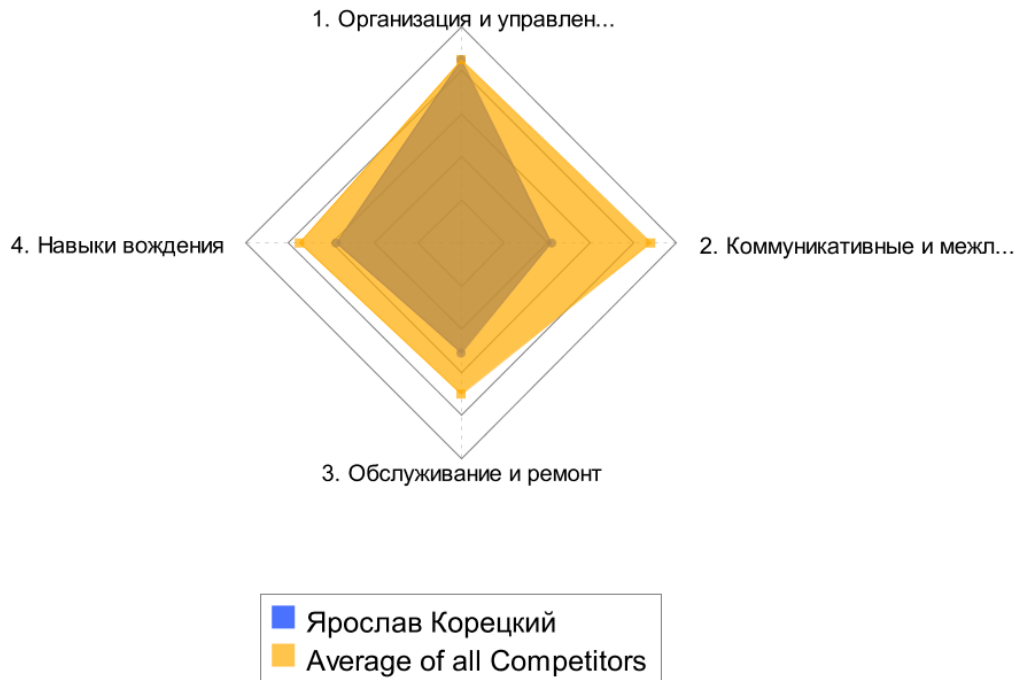 1. Организация и управлен...
4. Навыки вождения
2. Коммуникативные и межл...
3. Обслуживание и ремонт
Ярослав Корецкий
Average of all Competitors